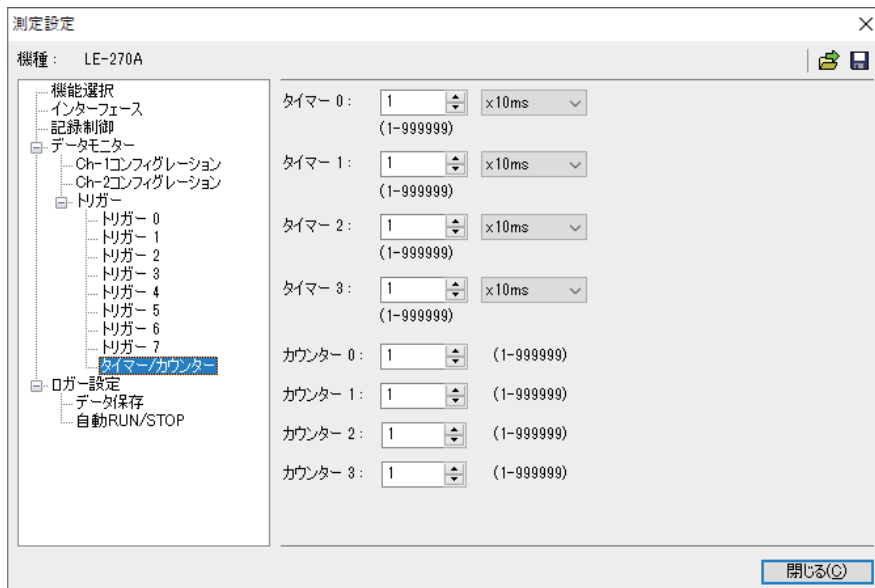 測定設定
機種： LE-270A
機能選択
インターフェース
記録制御
データモニター
Ch-1コンフィグレーション
Ch-2コンフィグレーション
トリガー
トリガー 0
トリガー 1
トリガー 2
トリガー 3
トリガー 4
トリガー 5
トリガー 6
トリガー 7
タイマー/カウンター
ロガー設定
データ保存
自動RUN/STOP
タイマー 0： 1 x10ms
(1-999999)
タイマー 1： 1 x10ms
(1-999999)
タイマー 2： 1 x10ms
(1-999999)
タイマー 3： 1 x10ms
(1-999999)
カウンター 0： 1 (1-999999)
カウンター 1： 1 (1-999999)
カウンター 2： 1 (1-999999)
カウンター 3： 1 (1-999999)
閉じる(C)